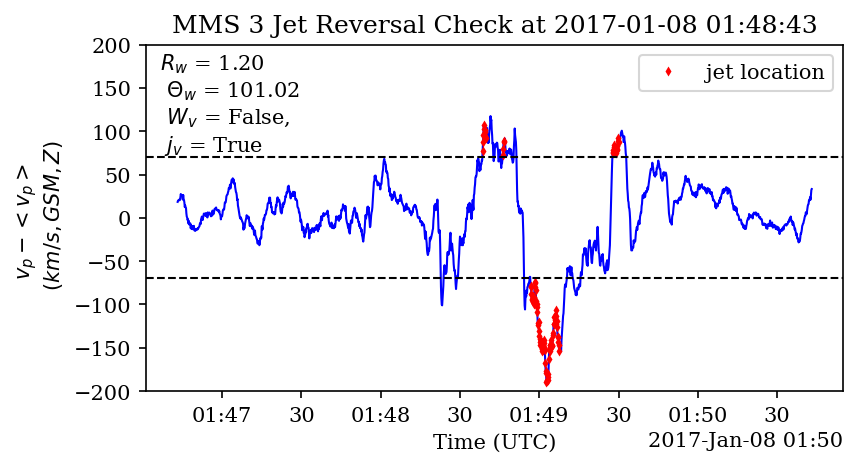 MMS 3 Jet Reversal Check at 2017-01-08 01:48:43
200
150
100
50
0
−50
−100
−150
−200
v_p − < v_p >
(km/s, GSM, Z)
R_w = 1.20
Θ_w = 101.02
W_v = False,
j_v = True
jet location
01:47 30 01:48 30 01:49 30 01:50 30
Time (UTC)
2017-Jan-08 01:50